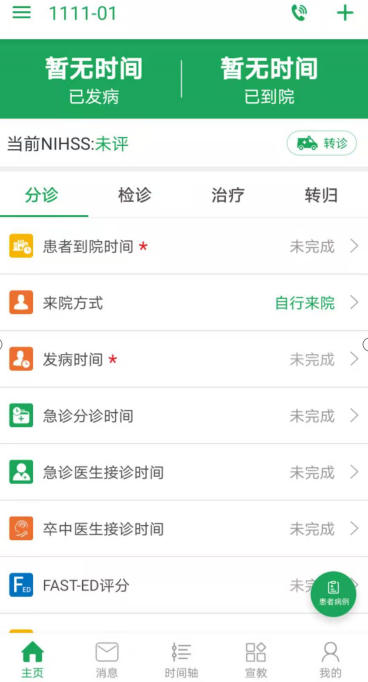 1111-01
暂无时间 暂无时间
已发病 已到院
当前NIHSS:未评 转诊
分诊 检诊 治疗 转归
患者到院时间* 未完成
来院方式 自行来院
发病时间* 未完成
急诊分诊时间 未完成
急诊医生接诊时间 未完成
卒中医生接诊时间 未完成
FED FAST-ED评分 未完
患者病例
主页 消息 时间轴 宣教 我的